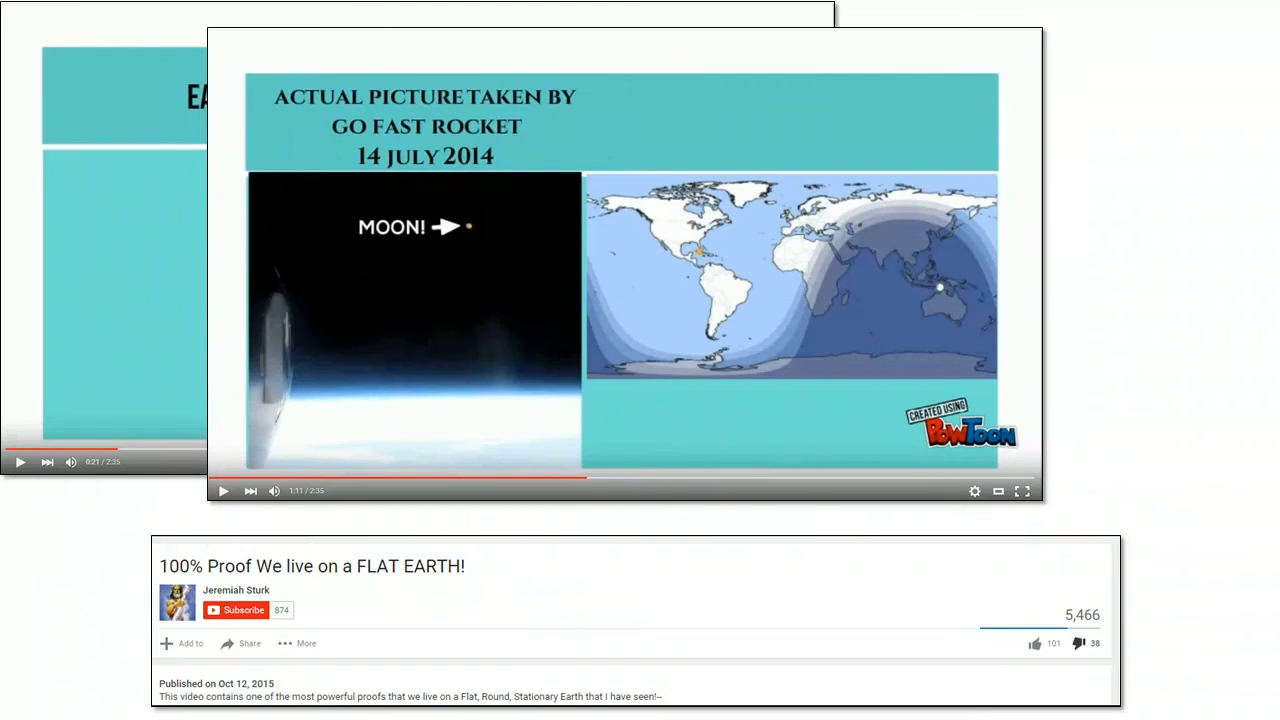 EA
ACTUAL PICTURE TAKEN BY
GO FAST ROCKET
14 JULY 2014
MOON!
CREATED USING
POWTOON
0:21 / 2:35
1:11 / 2:35
100% Proof We live on a FLAT EARTH!
Jeremiah Sturk
Subscribe 874
5,466
Add to Share More 101 38
Published on Oct 12, 2015
This video contains one of the most powerful proofs that we live on a Flat, Round, Stationary Earth that I have seen!--